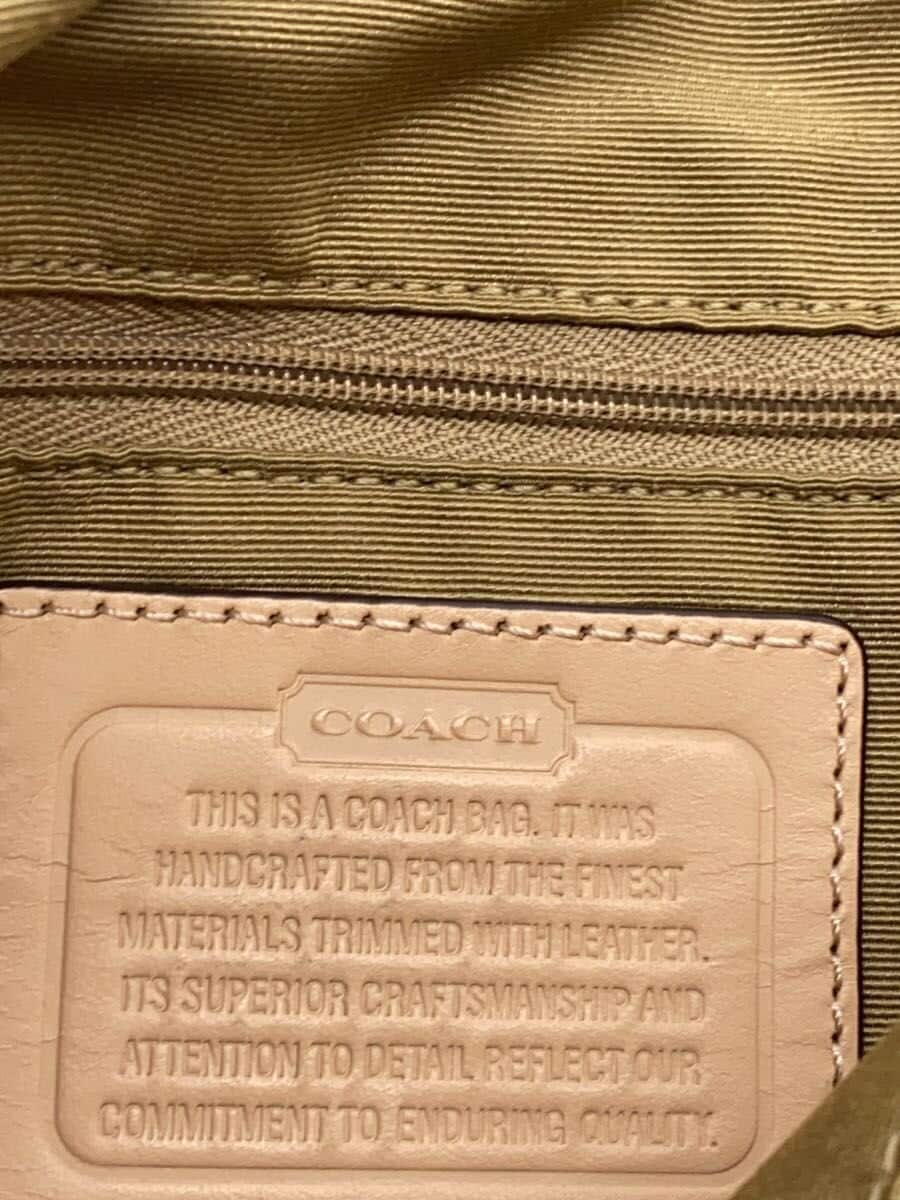 COACH
THIS IS A COACH BAG. IT WAS
HANDCRAFTED FROM THE FINEST
MATERIALS TRIMMED WITH LEATHER.
ITS SUPERIOR CRAFTSMANSHIP AND
ATTENTION TO DETAIL REFLECT OUR
COMMITMENT TO ENDURING QUALITY.